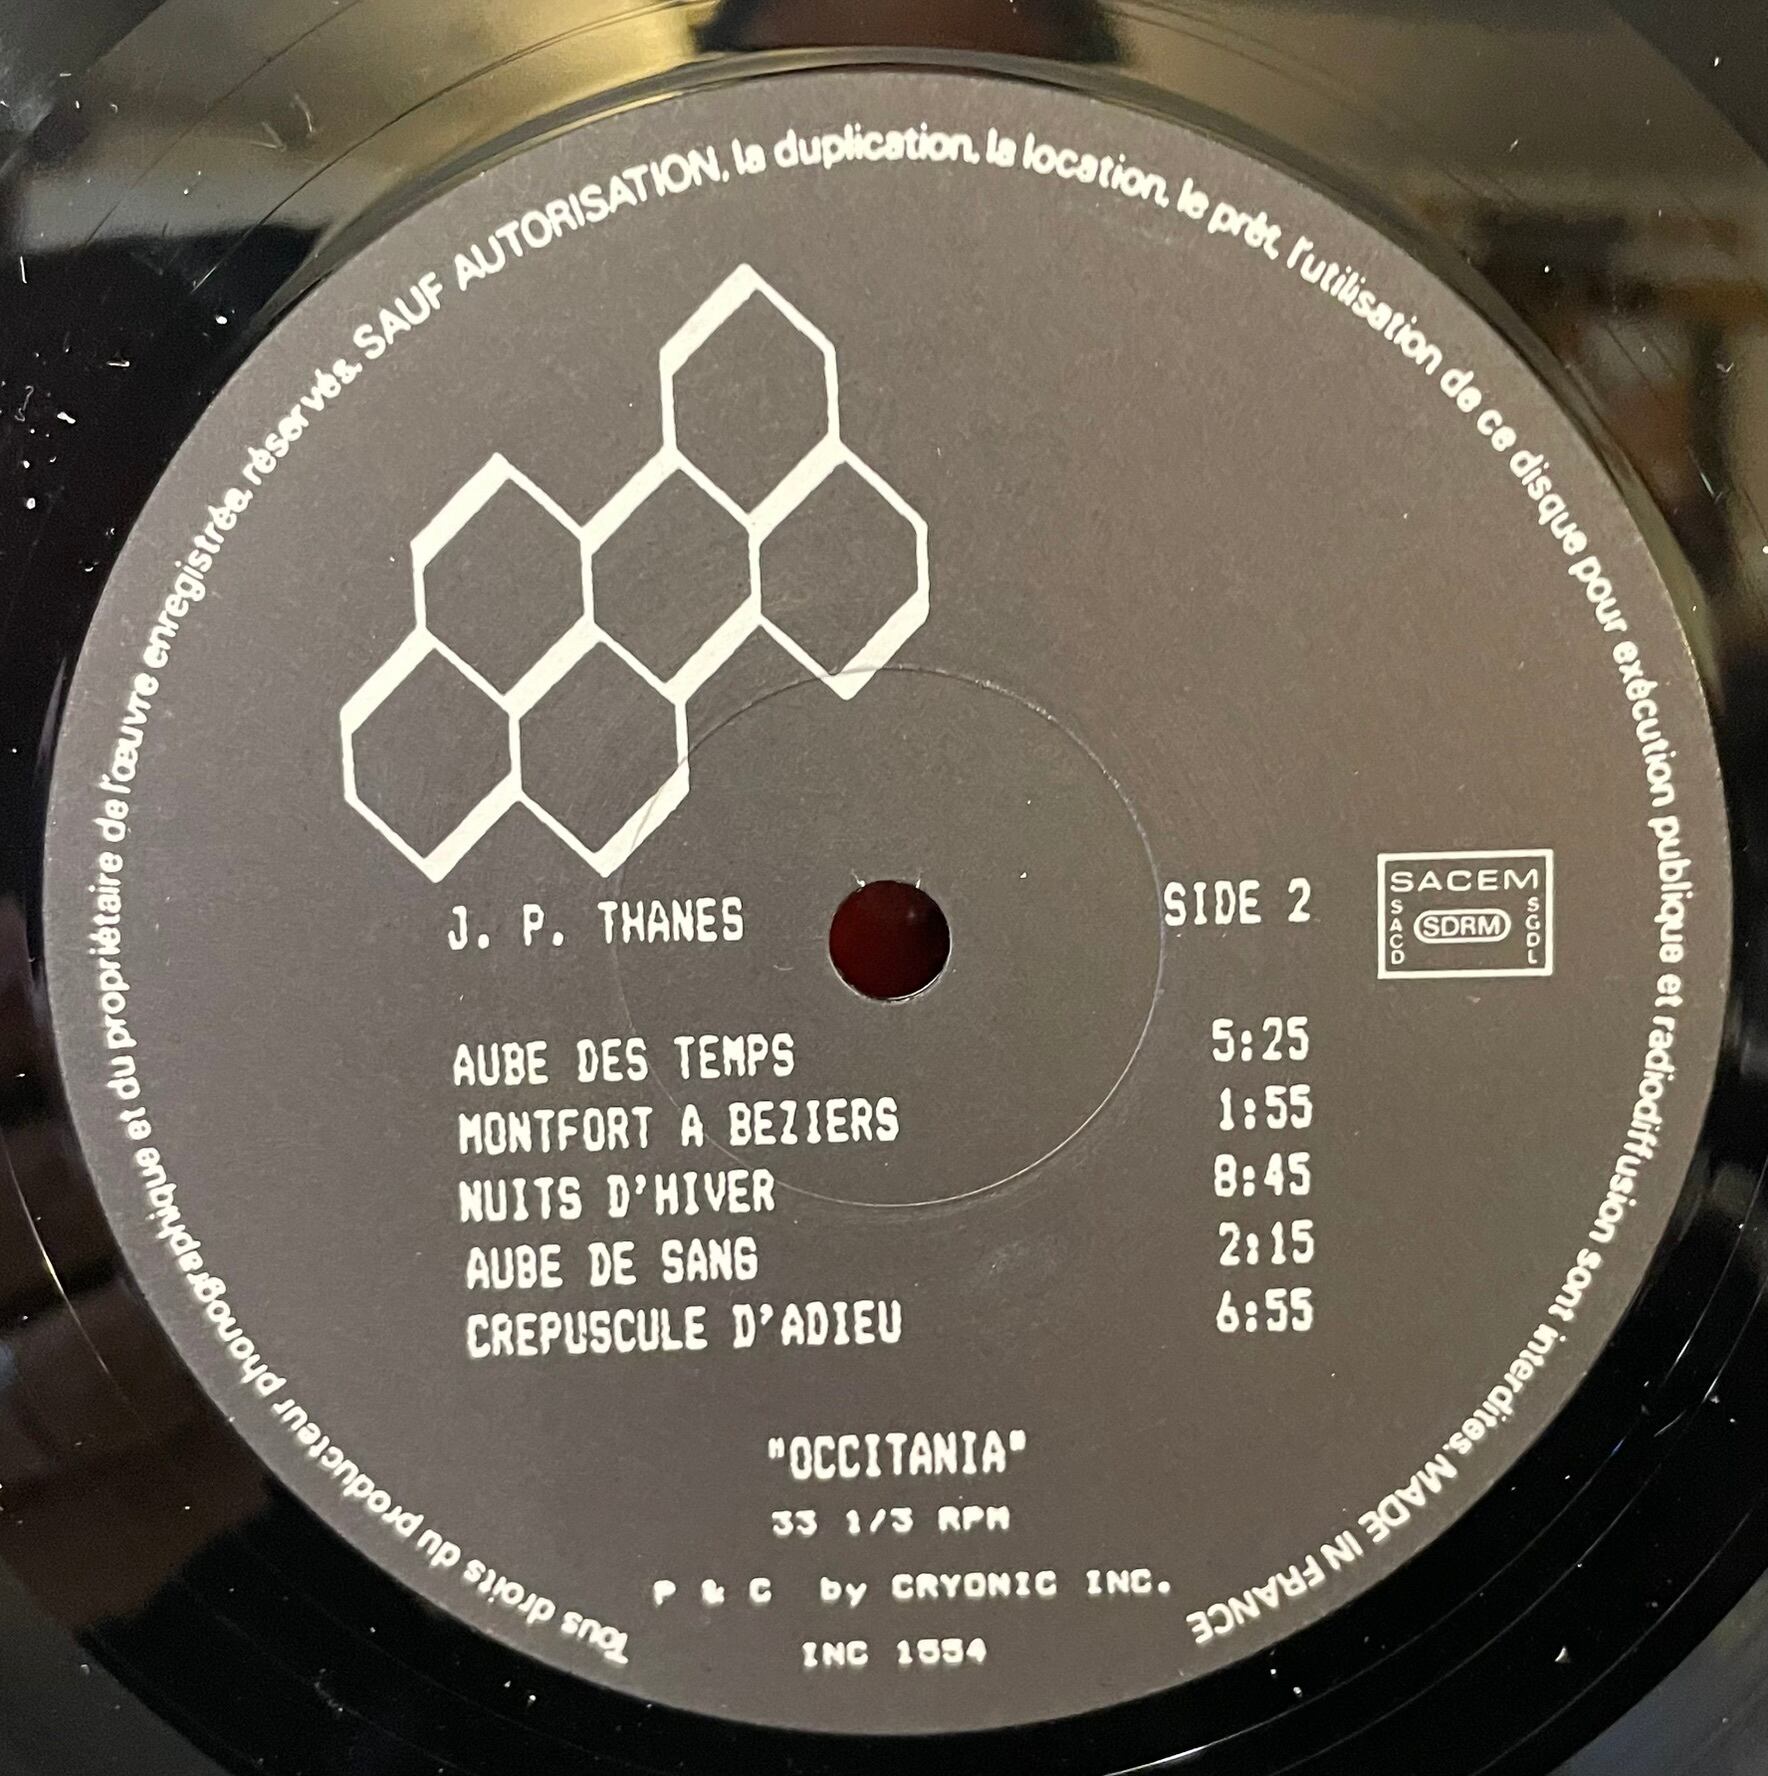 Tous droits du producteur phonographique et du propriétaire de l'œuvre enregistrée, réservés. SAUF AUTORISATION, la duplication, la location, le prêt, l'utilisation de ce disque pour exécution publique et radiodiffusion sont interdites. MADE IN FRANCE
J. P. THANES
SIDE 2
SACEM
SACD
SDRM
SGDL
AUBE DES TEMPS 5:25
MONTFORT A BEZIERS 1:55
NUITS D'HIVER 8:45
AUBE DE SANG 2:15
CREPUSCULE D'ADIEU 6:55
"OCCITANIA"
33 1/3 RPM
P & C by CRYONIC INC.
INC 1554